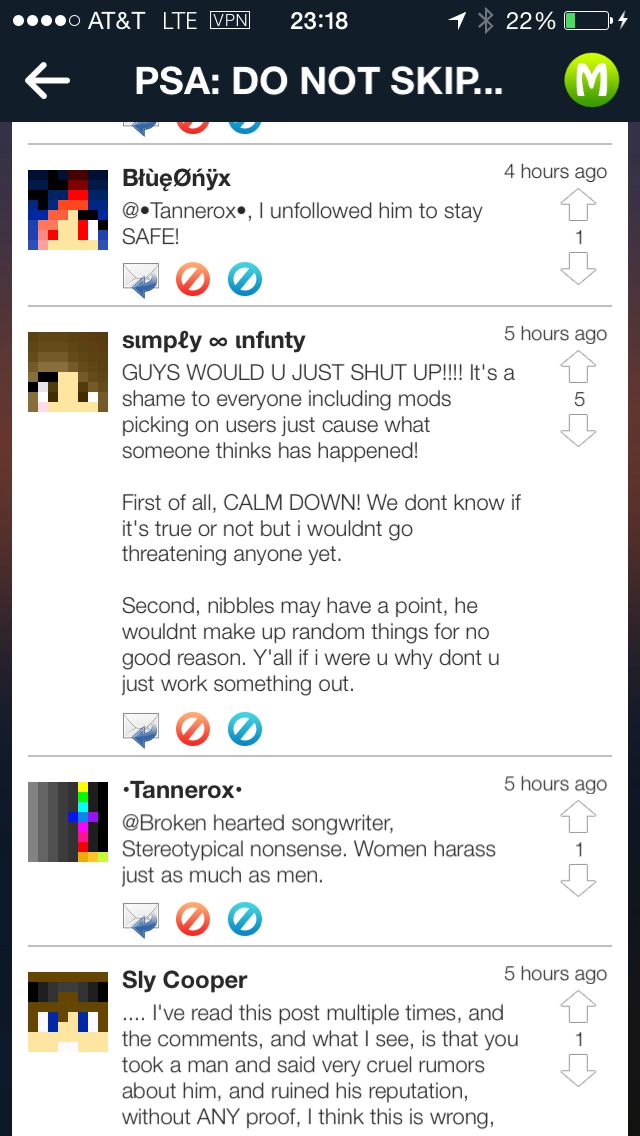 AT&T LTE VPN 23:18 22%
PSA: DO NOT SKIP... M
BłùęØńÿx 4 hours ago
@•Tannerox•, I unfollowed him to stay
SAFE!
1
sιmpℓy ∞ ιnfιnty 5 hours ago
GUYS WOULD U JUST SHUT UP!!!! It's a
shame to everyone including mods
picking on users just cause what
someone thinks has happened!
5
First of all, CALM DOWN! We dont know if
it's true or not but i wouldnt go
threatening anyone yet.
Second, nibbles may have a point, he
wouldnt make up random things for no
good reason. Y'all if i were u why dont u
just work something out.
•Tannerox• 5 hours ago
@Broken hearted songwriter,
Stereotypical nonsense. Women harass
just as much as men.
1
Sly Cooper 5 hours ago
.... I've read this post multiple times, and
the comments, and what I see, is that you
took a man and said very cruel rumors
about him, and ruined his reputation,
without ANY proof, I think this is wrong,
1